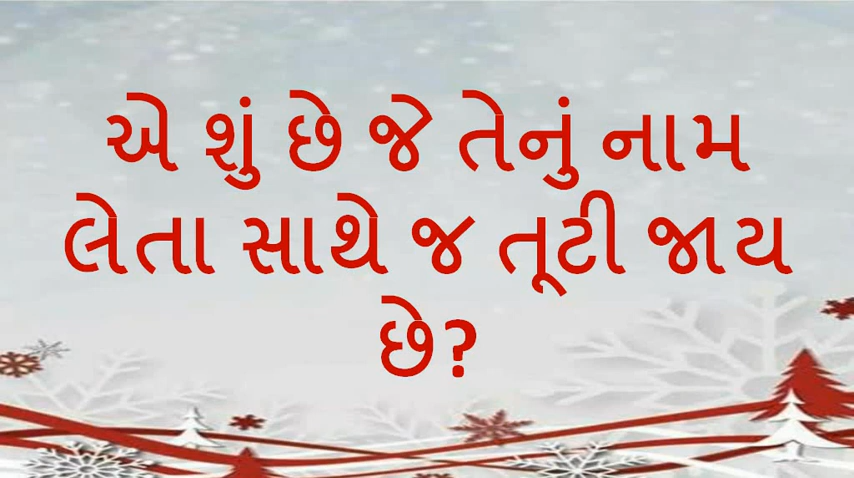 એ શું છે જે તેનું નામ
લેતા સાથે જ તૂટી જાય
છે?